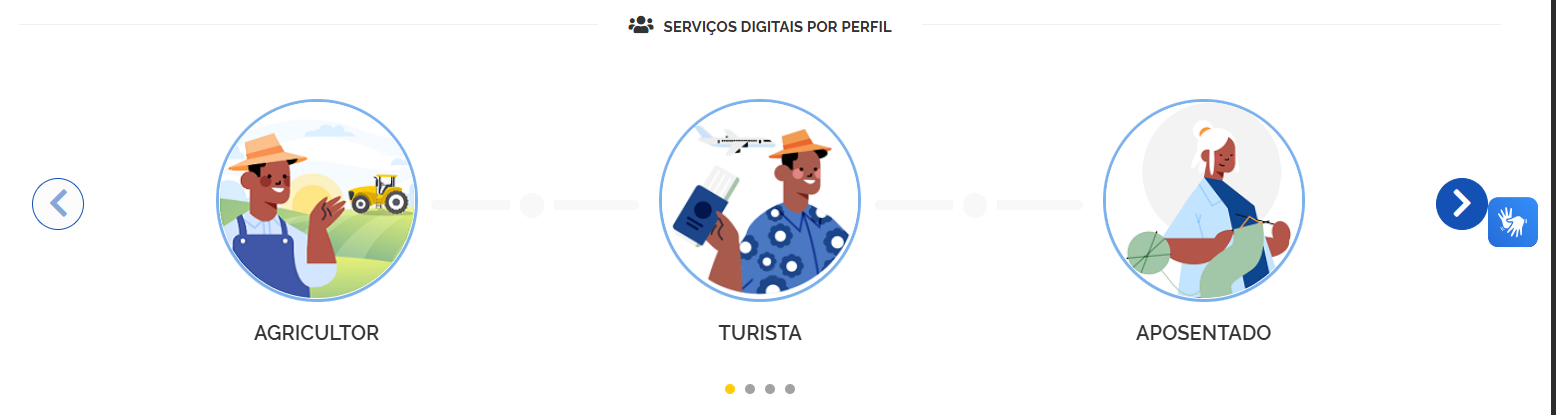 SERVIÇOS DIGITAIS POR PERFIL
AGRICULTOR
TURISTA
APOSENTADO